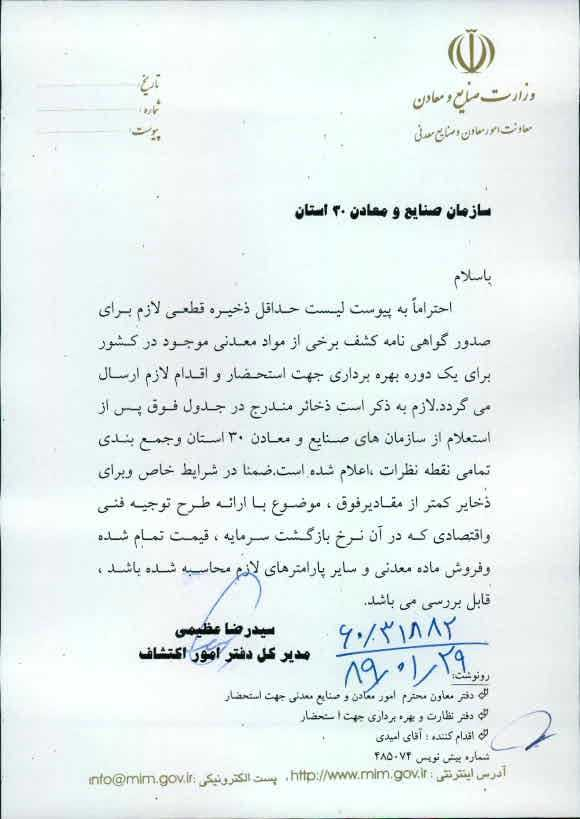 وزارت صنایع و معادن
معاونت امور معادن و صنایع معدنی
تاریخ:
شماره:
پیوست:
سازمان صنایع و معادن ۳۰ استان
باسلام
احتراماً به پیوست لیست حداقل ذخیره قطعی لازم برای
صدور گواهی نامه کشف برخی از مواد معدنی موجود در کشور
برای یک دوره بهره برداری جهت استحضار و اقدام لازم ارسال
می گردد.لازم به ذکر است ذخائر مندرج در جدول فوق پس از
استعلام از سازمان های صنایع و معادن ۳۰ استان وجمع بندی
تمامی نقطه نظرات ،اعلام شده است.ضمنا در شرایط خاص وبرای
ذخایر کمتر از مقادیرفوق ، موضوع با ارائه طرح توجیه فنی
واقتصادی که در آن نرخ بازگشت سرمایه ، قیمت تمام شده
وفروش ماده معدنی و سایر پارامترهای لازم محاسبه شده باشد ،
قابل بررسی می باشد.
سیدرضا عظیمی
مدیر کل دفتر امور اکتشاف
۶۰/۳۱۸۸۲
۸۹/۰۱/۲۹
رونوشت:
دفتر معاون محترم امور معادن و صنایع معدنی جهت استحضار
دفتر نظارت و بهره برداری جهت ا ستحضار
اقدام کننده : آقای امیدی
شماره پیش نویس ۴۸۵۰۷۴
آدرس اینترنتی : http://www.mim.gov.ir ، پست الکترونیکی : info@mim.gov.ir